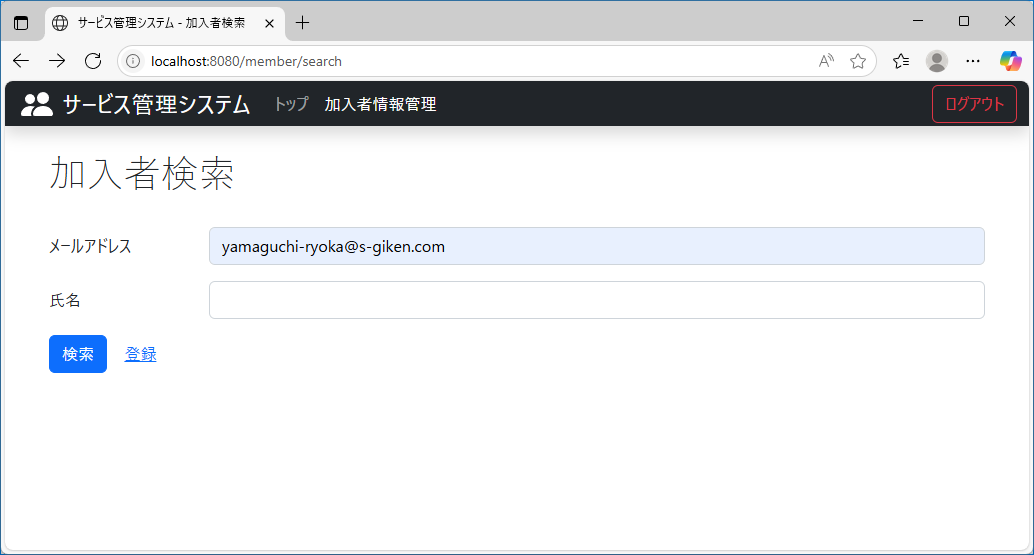 サービス管理システム - 加入者検索
localhost:8080/member/search
サービス管理システム トップ 加入者情報管理 ログアウト
加入者検索
メールアドレス yamaguchi-ryoka@s-giken.com
氏名
検索 登録